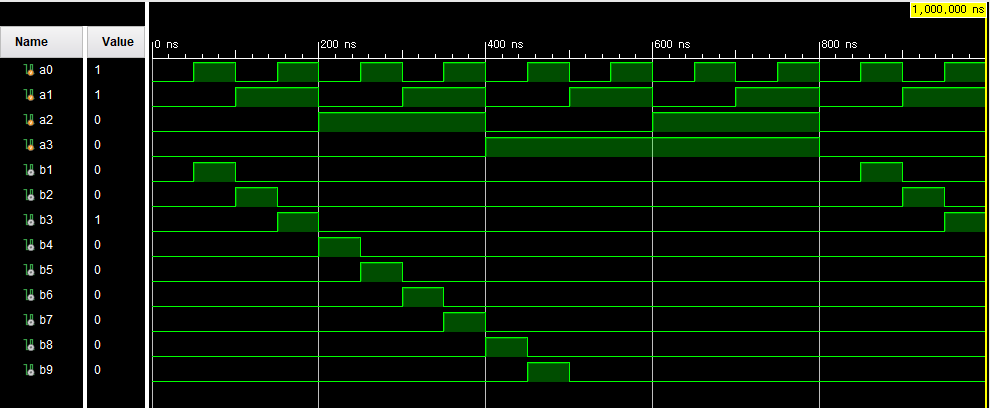 1,000,000 ns
Name Value
0 ns 200 ns 400 ns 600 ns 800 ns
a0 1
a1 1
a2 0
a3 0
b1 0
b2 0
b3 1
b4 0
b5 0
b6 0
b7 0
b8 0
b9 0